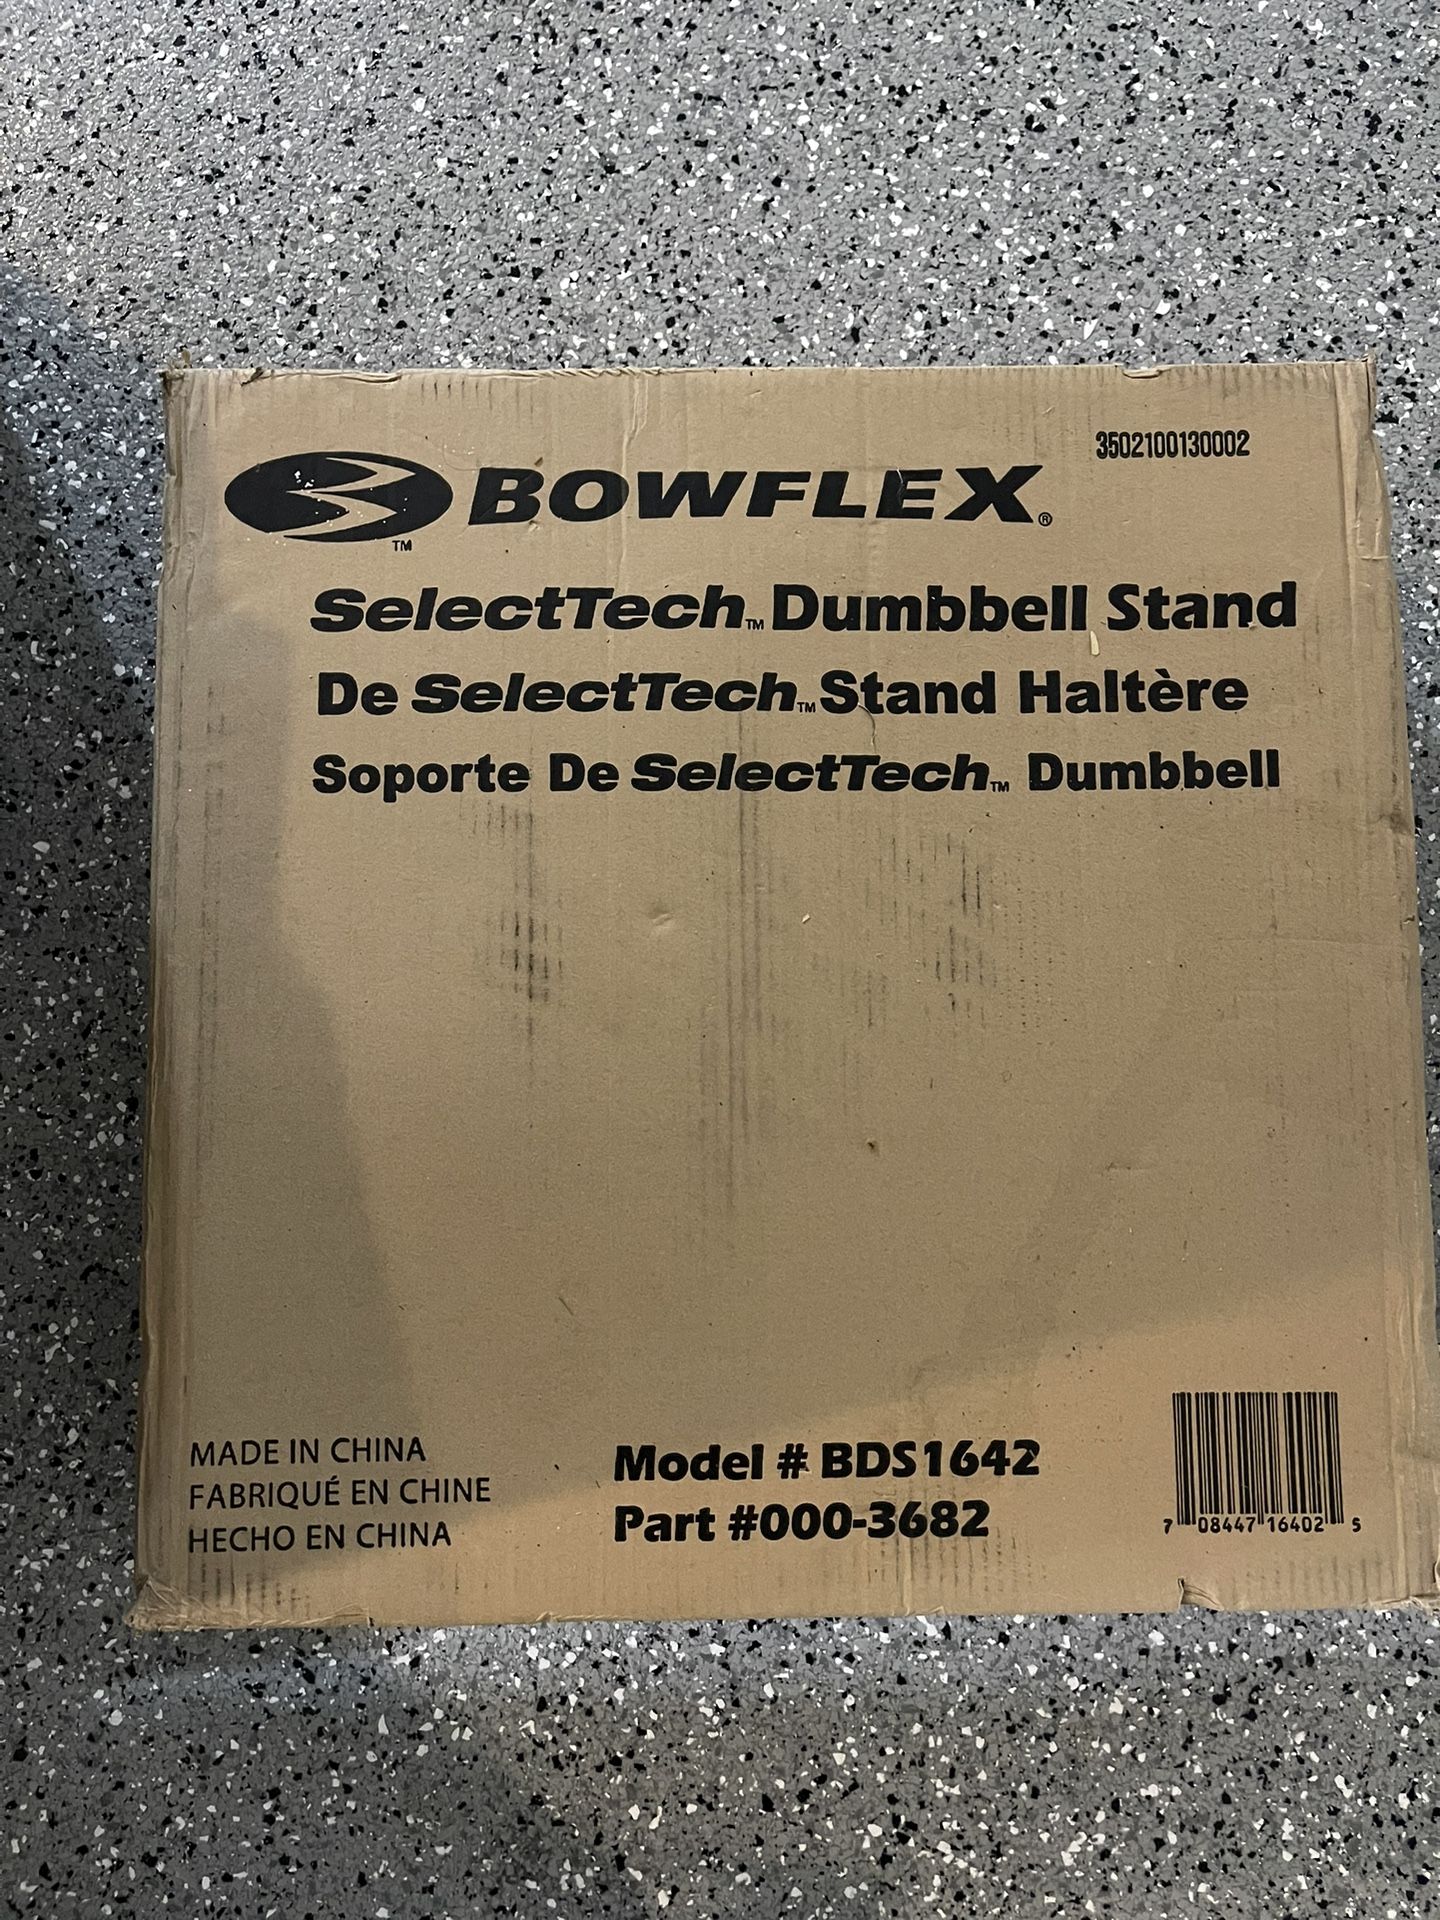 3502100130002
BOWFLEX®
TM
SelectTech™ Dumbbell Stand
De SelectTech™ Stand Haltère
Soporte De SelectTech™ Dumbbell
MADE IN CHINA
FABRIQUÉ EN CHINE
HECHO EN CHINA
Model # BDS1642
Part #000-3682
7 08447 16402 5